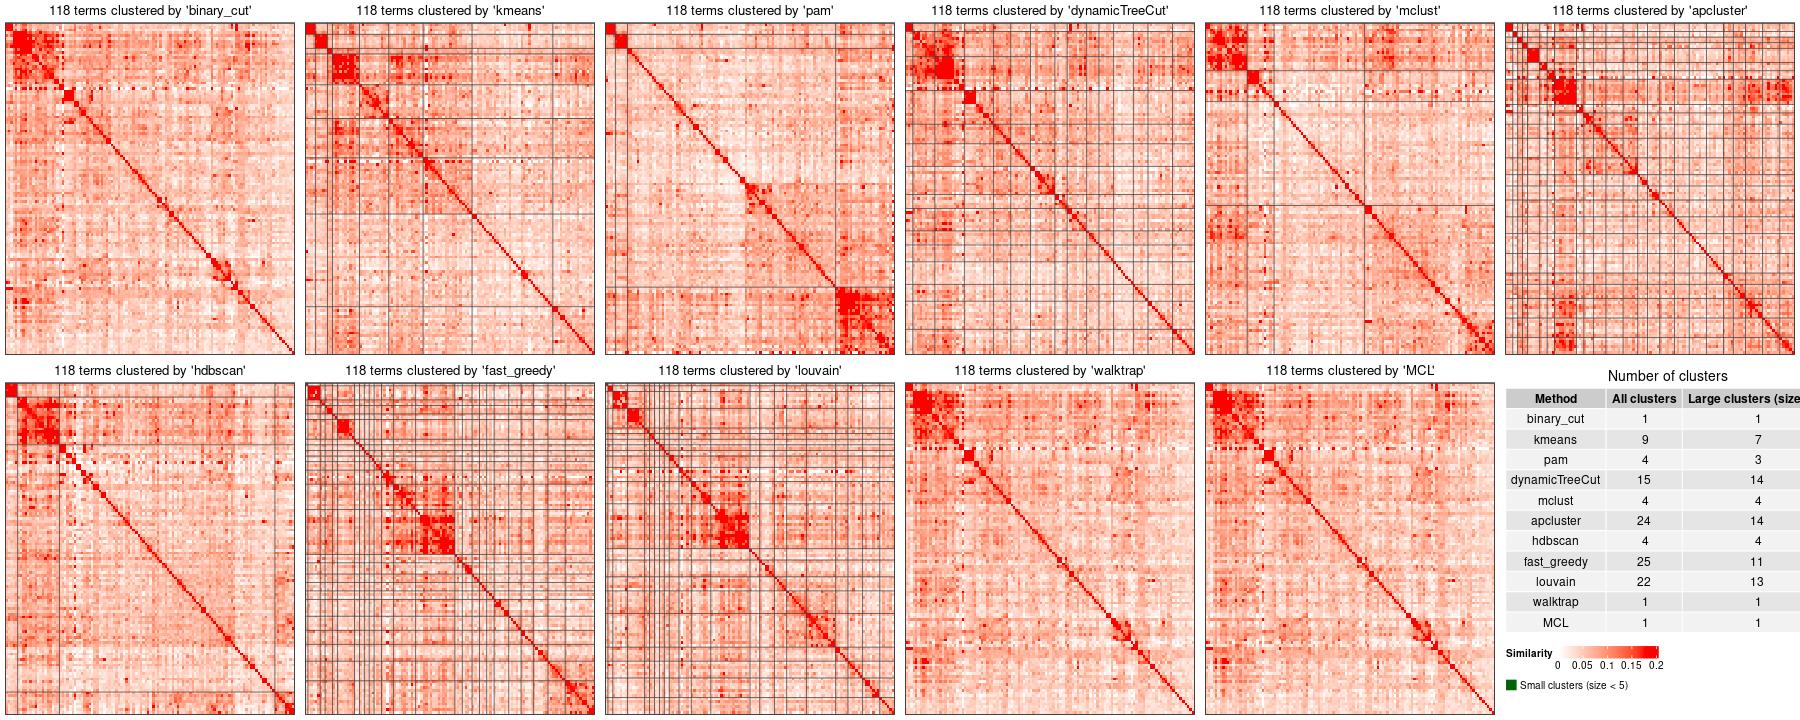 118 terms clustered by 'binary_cut'
118 terms clustered by 'kmeans'
118 terms clustered by 'pam'
118 terms clustered by 'dynamicTreeCut'
118 terms clustered by 'mclust'
118 terms clustered by 'apcluster'
118 terms clustered by 'hdbscan'
118 terms clustered by 'fast_greedy'
118 terms clustered by 'louvain'
118 terms clustered by 'walktrap'
118 terms clustered by 'MCL'
Number of clusters
Method All clusters Large clusters (size
binary_cut 1 1
kmeans 9 7
pam 4 3
dynamicTreeCut 15 14
mclust 4 4
apcluster 24 14
hdbscan 4 4
fast_greedy 25 11
louvain 22 13
walktrap 1 1
MCL 1 1
Similarity
0 0.05 0.1 0.15 0.2
Small clusters (size < 5)